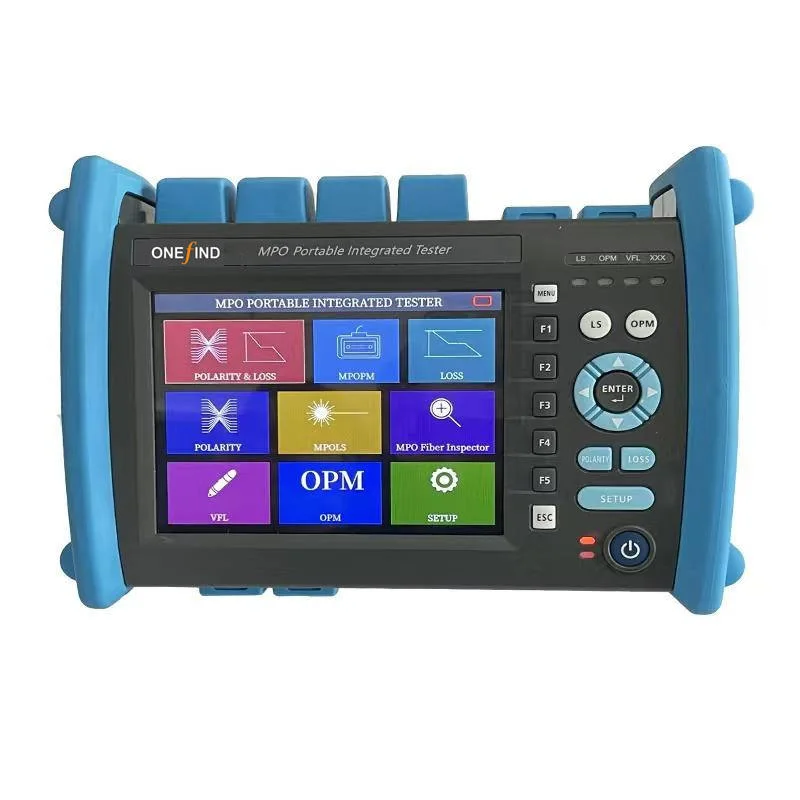 ONEfIND MPO Portable Integrated Tester
LS OPM VFL XXX
MPO PORTABLE INTEGRATED TESTER
POLARITY & LOSS
MPOPM
LOSS
POLARITY
MPOLS
MPO Fiber Inspector
VFL
OPM
OPM
SETUP
MENU
F1
F2
F3
F4
F5
ESC
LS
OPM
ENTER
POLARITY
LOSS
SETUP